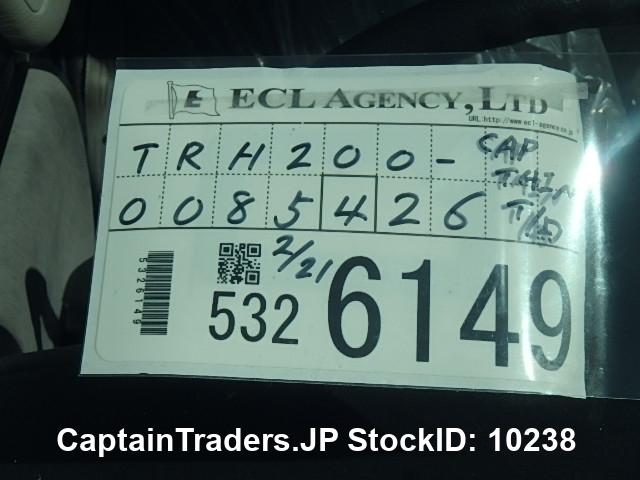 E ECL AGENCY, LTD
URL:http://www.ecl-agence.co.jp
TRH200-
CAP
0085426
2/21
5326149
532 6149
CaptainTraders.JP StockID: 10238